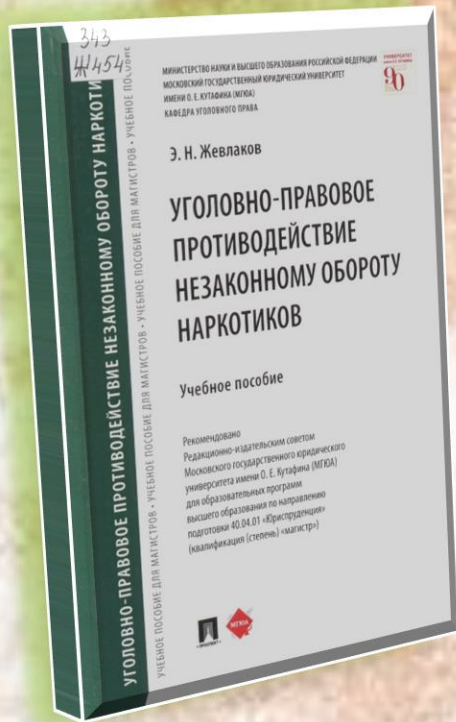 343
Ж454
МИНИСТЕРСТВО НАУКИ И ВЫСШЕГО ОБРАЗОВАНИЯ РОССИЙСКОЙ ФЕДЕРАЦИИ
МОСКОВСКИЙ ГОСУДАРСТВЕННЫЙ ЮРИДИЧЕСКИЙ УНИВЕРСИТЕТ
ИМЕНИ О. Е. КУТАФИНА (МГЮА)
КАФЕДРА УГОЛОВНОГО ПРАВА
90
Э. Н. Жевлаков
УГОЛОВНО-ПРАВОВОЕ
ПРОТИВОДЕЙСТВИЕ
НЕЗАКОННОМУ ОБОРОТУ
НАРКОТИКОВ
Учебное пособие
Рекомендовано
Редакционно-издательским советом
Московского государственного юридического
университета имени О. Е. Кутафина (МГЮА)
для образовательных программ
высшего образования по направлению
подготовки 40.04.01 «Юриспруденция»
(квалификация (степень) «магистр»)
•ПРОСПЕКТ•
МГЮА
УГОЛОВНО-ПРАВОВОЕ ПРОТИВОДЕЙСТВИЕ НЕЗАКОННОМУ ОБОРОТУ НАРКОТИ
УЧЕБНОЕ ПОСОБИЕ ДЛЯ МАГИСТРОВ • УЧЕБНОЕ ПОСОБИЕ ДЛЯ МАГИСТРОВ • УЧЕБНОЕ ПОСОБИЕ ДЛЯ МАГИСТРОВ • УЧЕБНОЕ ПОСОБИЕ